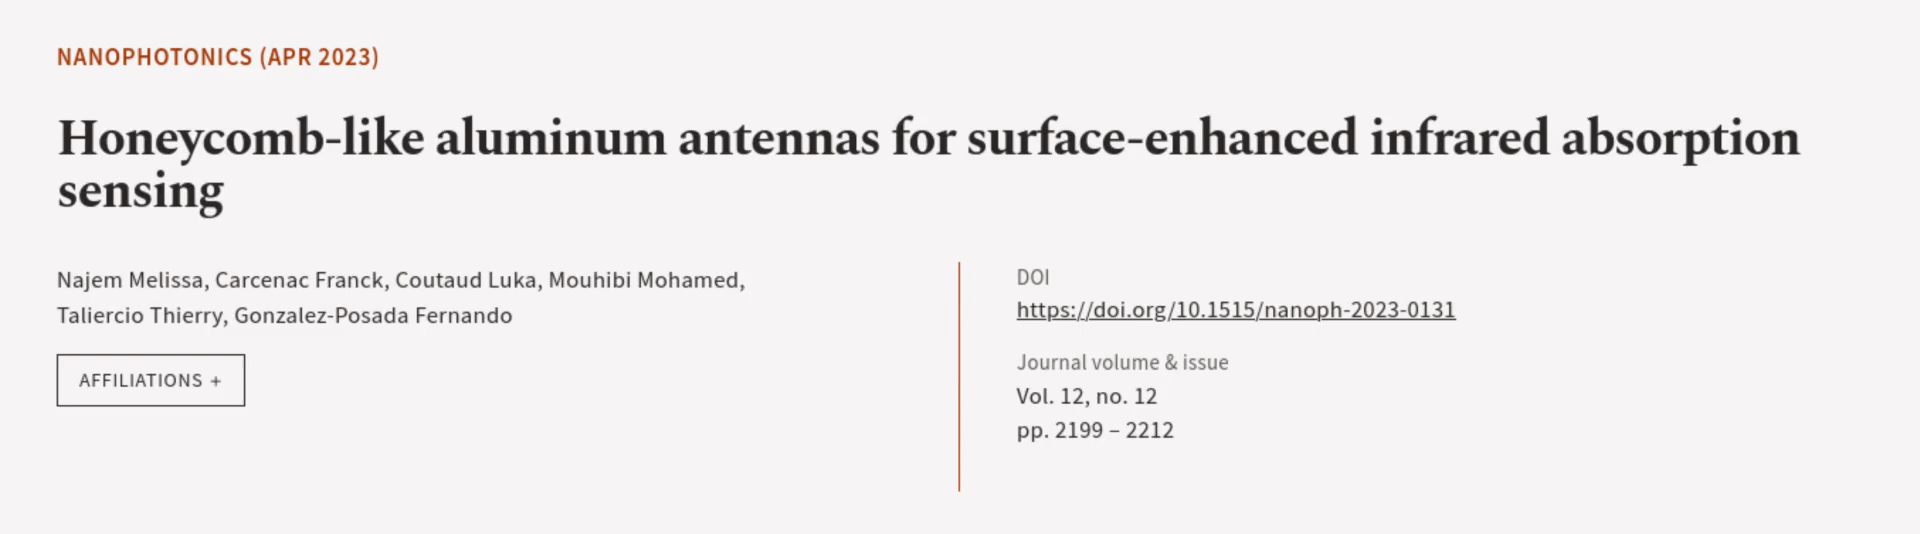 NANOPHOTONICS (APR 2023)
Honeycomb-like aluminum antennas for surface-enhanced infrared absorption
sensing
Najem Melissa, Carcenac Franck, Coutaud Luka, Mouhibi Mohamed,
Taliercio Thierry, Gonzalez-Posada Fernando
AFFILIATIONS +
DOI
https://doi.org/10.1515/nanoph-2023-0131
Journal volume & issue
Vol. 12, no. 12
pp. 2199 – 2212